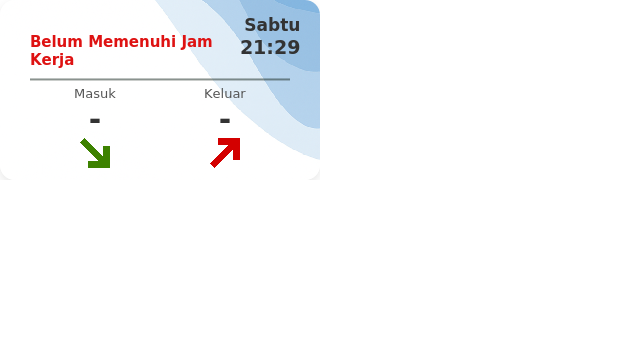 Sabtu
21:29
Belum Memenuhi Jam
Kerja
Masuk
Keluar
-
-